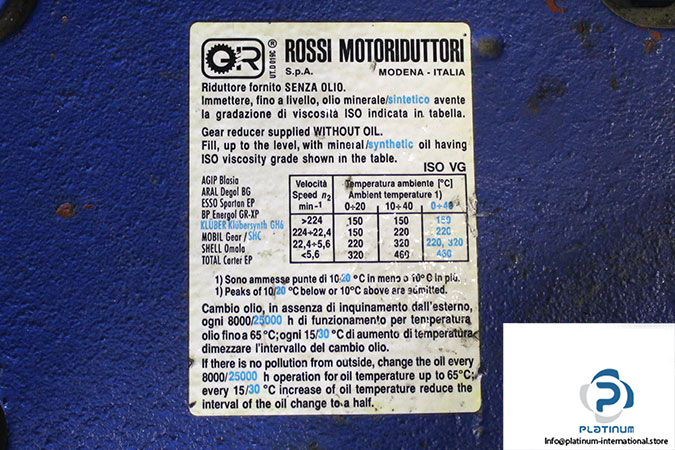 GR
®
UT.D 019C
ROSSI MOTORIDUTTORI
S.p.A. MODENA - ITALIA
Riduttore fornito SENZA OLIO.
Immettere, fino a livello, olio minerale/sintetico avente
la gradazione di viscosità ISO indicata in tabella.
Gear reducer supplied WITHOUT OIL.
Fill, up to the level, with mineral/synthetic oil having
ISO viscosity grade shown in the table.
ISO VG
AGIP Blasia
ARAL Degol BG
ESSO Spartan EP
BP Energol GR-XP
KLÜBER Klübersynth GH6
MOBIL Gear/SHC
SHELL Omala
TOTAL Carter EP
Velocità Temperatura ambiente [°C]
Speed n2 Ambient temperature 1)
min-1 0÷20 10÷40 0÷40
>224 150 150 150
224÷22,4 150 220 220
22,4÷5,6 220 320 220, 320
<5,6 320 460 460
1) Sono ammesse punte di 10/20 °C in meno o 10°C in più.
1) Peaks of 10/20 °C below or 10°C above are admitted.
Cambio olio, in assenza di inquinamento dall'esterno,
ogni 8000/25000 h di funzionamento per temperatura
olio fino a 65°C; ogni 15/30 °C di aumento di temperatura
dimezzare l'intervallo del cambio olio.
If there is no pollution from outside, change the oil every
8000/25000 h operation for oil temperature up to 65°C;
every 15/30 °C increase of oil temperature reduce the
interval of the oil change to a half.
PLATINUM
Info@platinum-international.store